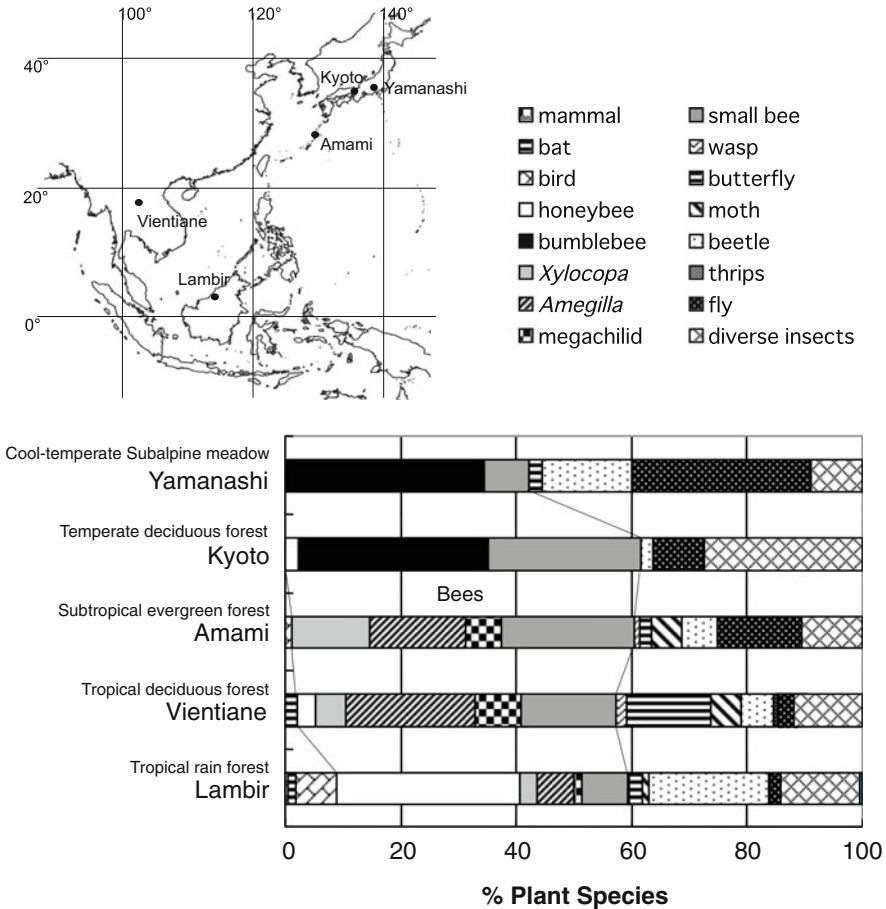 100° 120° 140°
40°
Kyoto
Yamanashi
Amami
20°
Vientiane
Lambir
0°
mammal small bee
bat wasp
bird butterfly
honeybee moth
bumblebee beetle
Xylocopa thrips
Amegilla fly
megachilid diverse insects
Cool-temperate Subalpine meadow
Yamanashi
Temperate deciduous forest
Kyoto
Bees
Subtropical evergreen forest
Amami
Tropical deciduous forest
Vientiane
Tropical rain forest
Lambir
0 20 40 60 80 100
% Plant Species